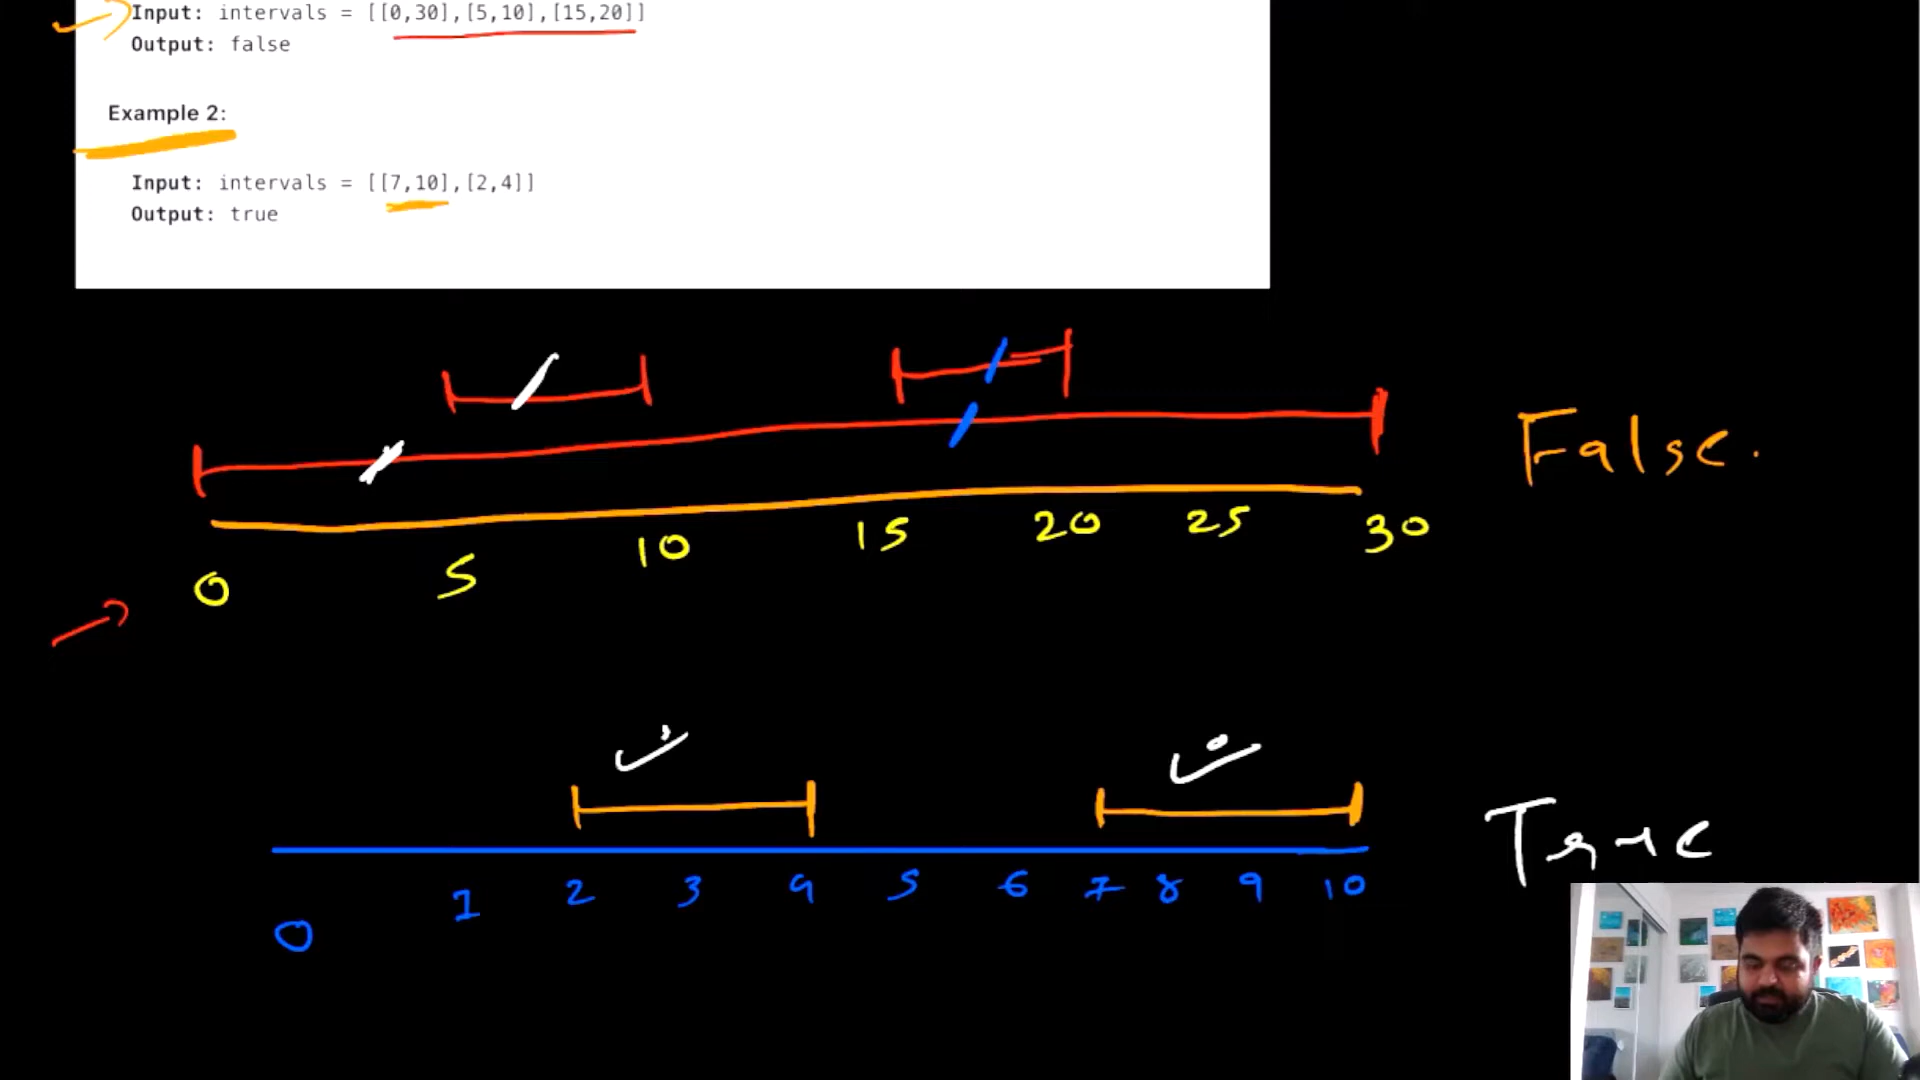 Input: intervals = [[0,30],[5,10],[15,20]]
Output: false
Example 2:
Input: intervals = [[7,10],[2,4]]
Output: true
False.
0 5 10 15 20 25 30
True
0 1 2 3 4 5 6 7 8 9 10